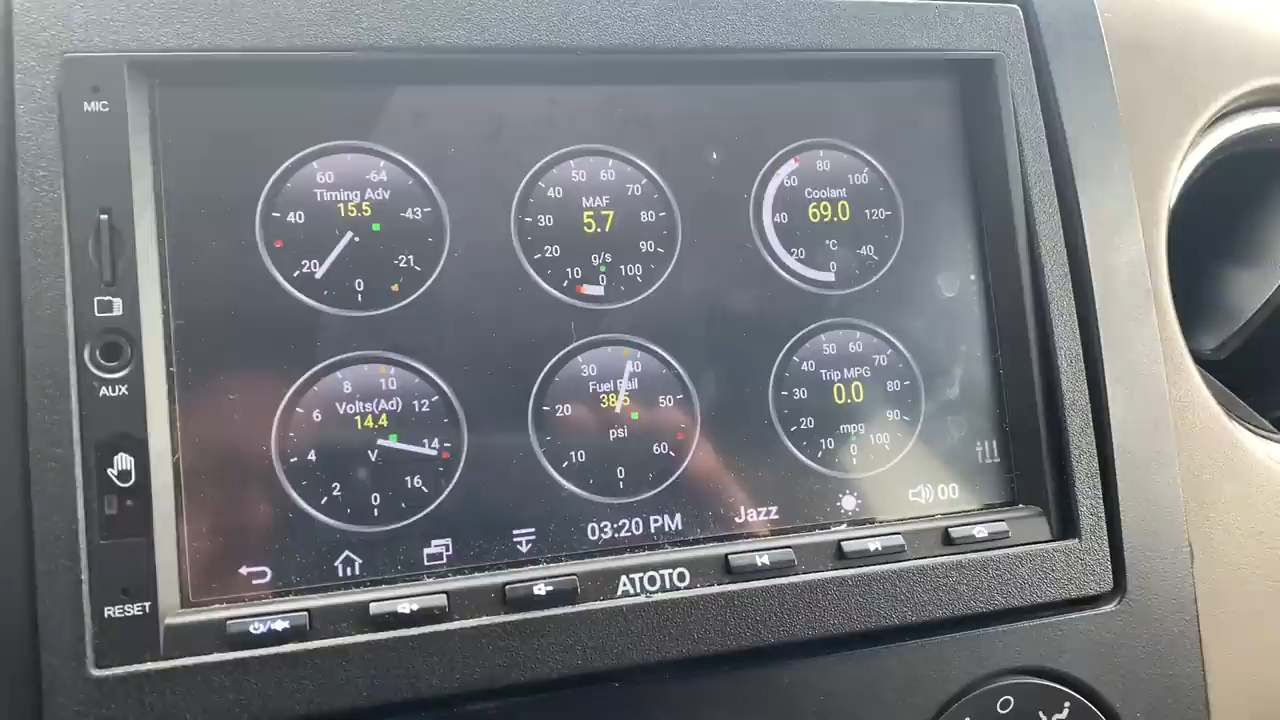 MIC
60 -64
Timing Adv
15.5
40 -43
20 -21
0
50 60
40 70
MAF
30 5.7 80
20 90
g/s
10 0 100
80
60 100
Coolant
40 69.0 120
20 °C -40
0
AUX
8 10
6 Volts(Ad) 12
14.4
4 V 14
2 16
0
30 40
Fuel Rail
20 38.5 50
psi
10 60
0
50 60
40 70
Trip MPG
30 0.0 80
20 mpg 90
10 0 100
03:20 PM Jazz 00
RESET
ATOTO